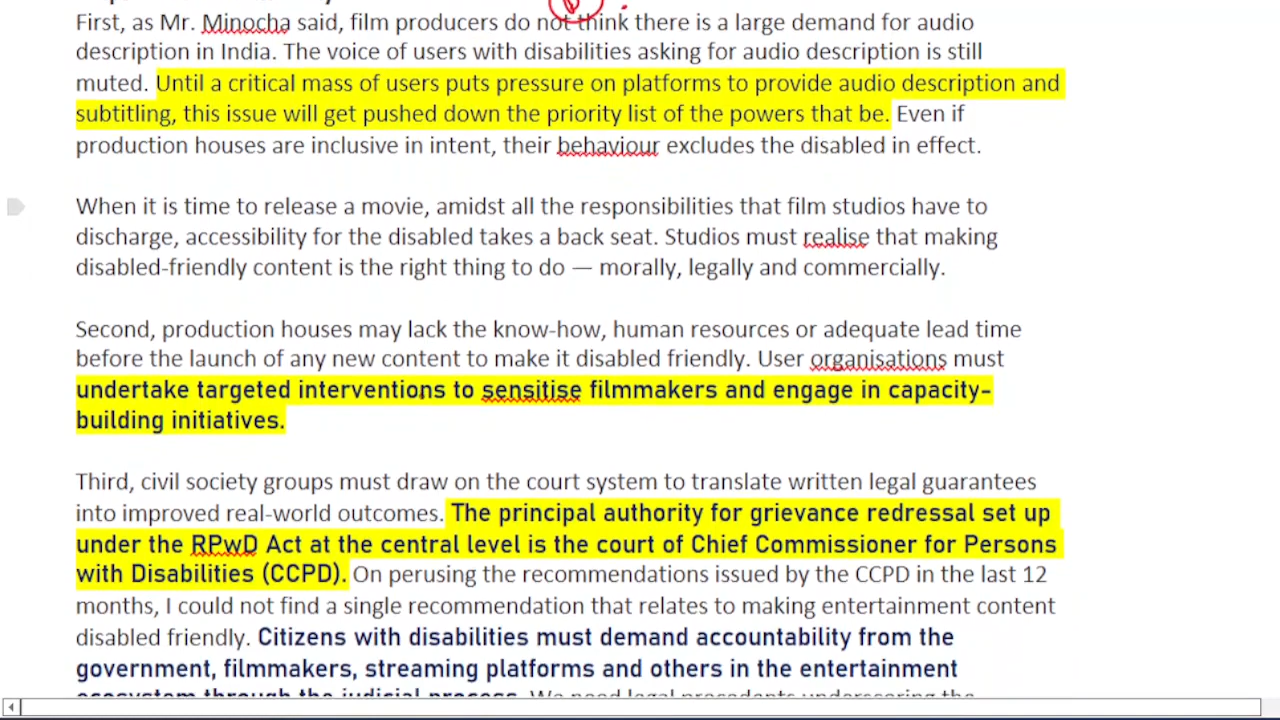 First, as Mr. Minocha said, film producers do not think there is a large demand for audio
description in India. The voice of users with disabilities asking for audio description is still
muted. Until a critical mass of users puts pressure on platforms to provide audio description and
subtitling, this issue will get pushed down the priority list of the powers that be. Even if
production houses are inclusive in intent, their behaviour excludes the disabled in effect.
When it is time to release a movie, amidst all the responsibilities that film studios have to
discharge, accessibility for the disabled takes a back seat. Studios must realise that making
disabled-friendly content is the right thing to do — morally, legally and commercially.
Second, production houses may lack the know-how, human resources or adequate lead time
before the launch of any new content to make it disabled friendly. User organisations must
undertake targeted interventions to sensitise filmmakers and engage in capacity-
building initiatives.
Third, civil society groups must draw on the court system to translate written legal guarantees
into improved real-world outcomes. The principal authority for grievance redressal set up
under the RPwD Act at the central level is the court of Chief Commissioner for Persons
with Disabilities (CCPD). On perusing the recommendations issued by the CCPD in the last 12
months, I could not find a single recommendation that relates to making entertainment content
disabled friendly. Citizens with disabilities must demand accountability from the
government, filmmakers, streaming platforms and others in the entertainment
ecosystem through the judicial process. We need legal precedents underscoring the